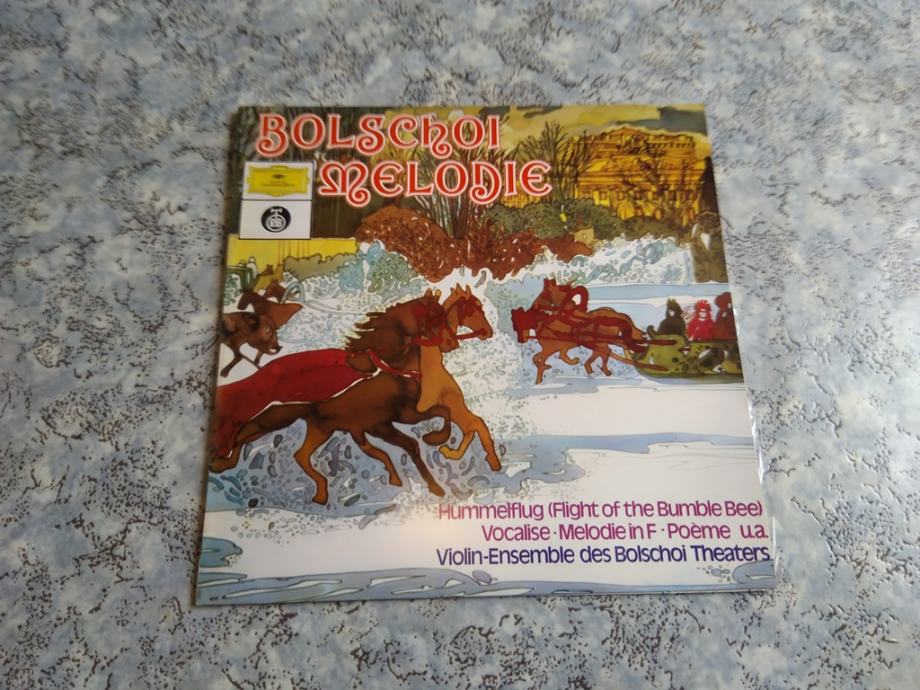 BOLSCHOI
MELODIE
Hummelflug (Flight of the Bumble Bee)
Vocalise · Melodie in F · Poème u.a.
Violin-Ensemble des Bolschoi Theaters